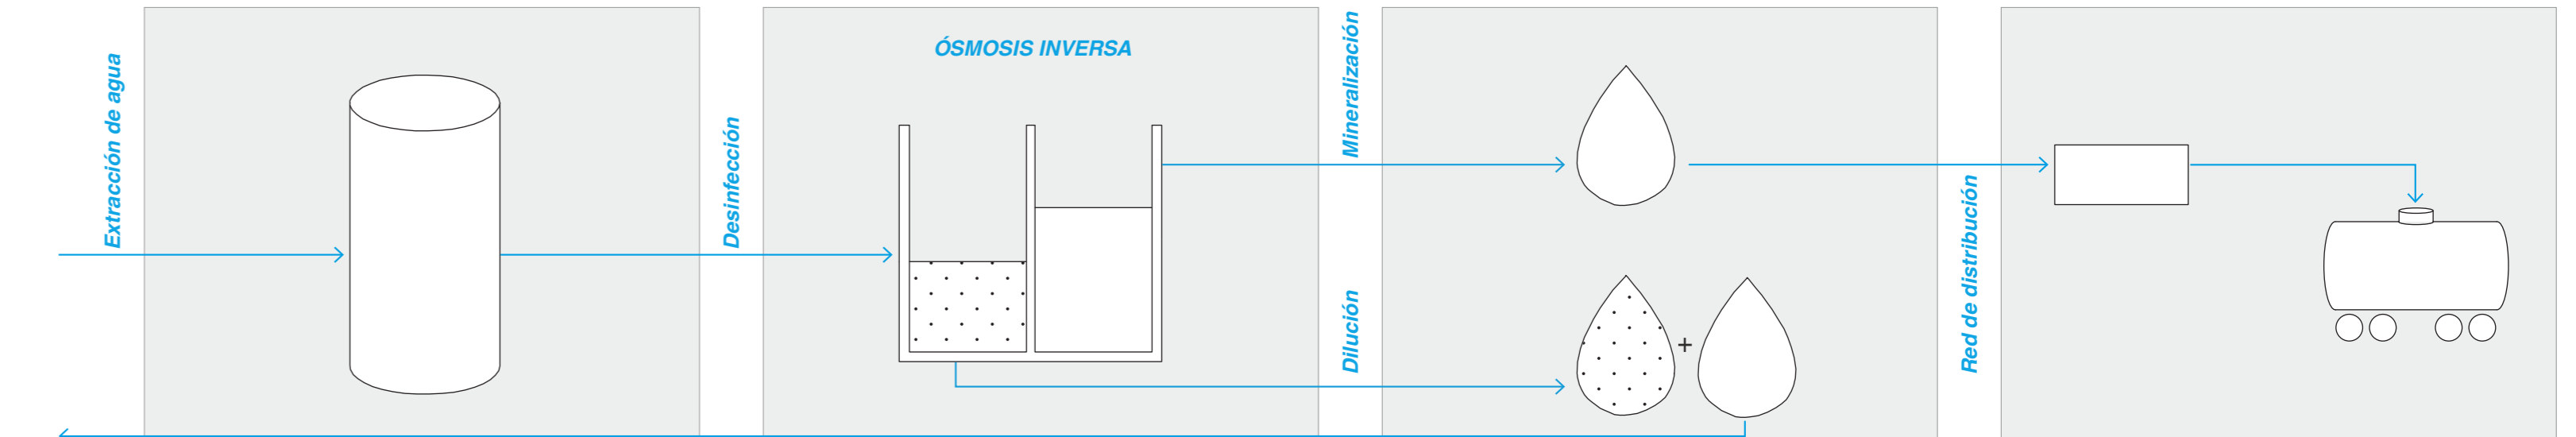 Extracción de agua
Desinfección
ÓSMOSIS INVERSA
Mineralización
Dilución
+
Red de distribución